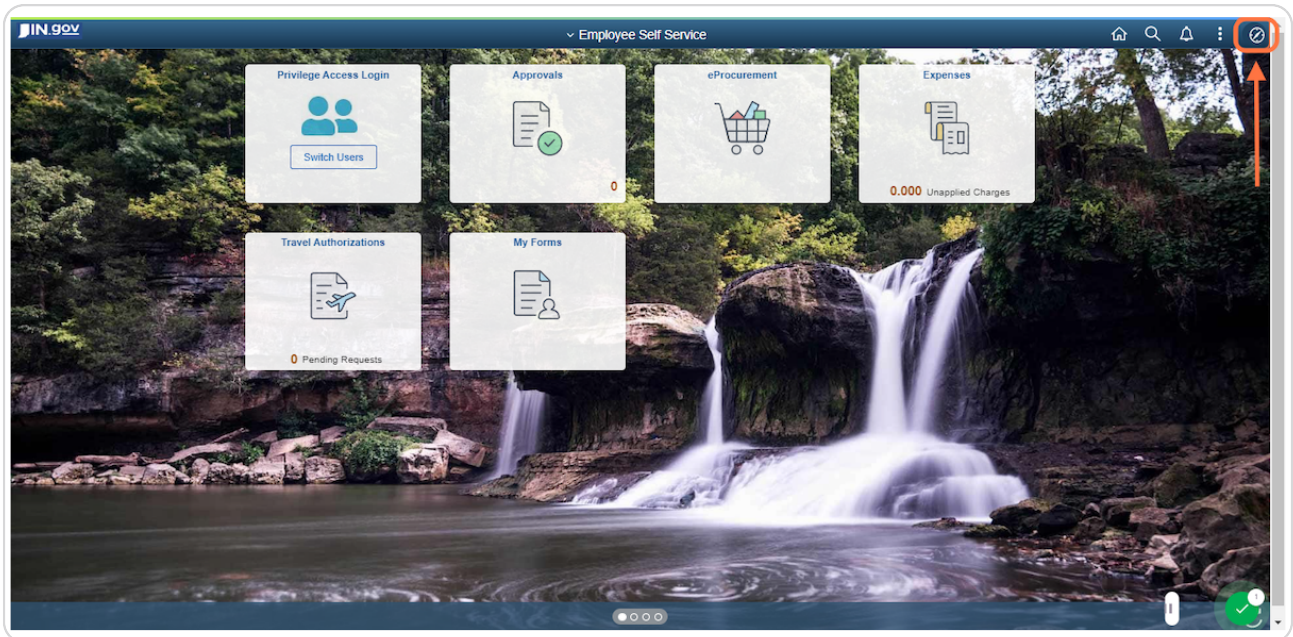 IN.gov
Employee Self Service
Privilege Access Login
Switch Users
Approvals
0
eProcurement
Expenses
0.000 Unapplied Charges
Travel Authorizations
0 Pending Requests
My Forms
1